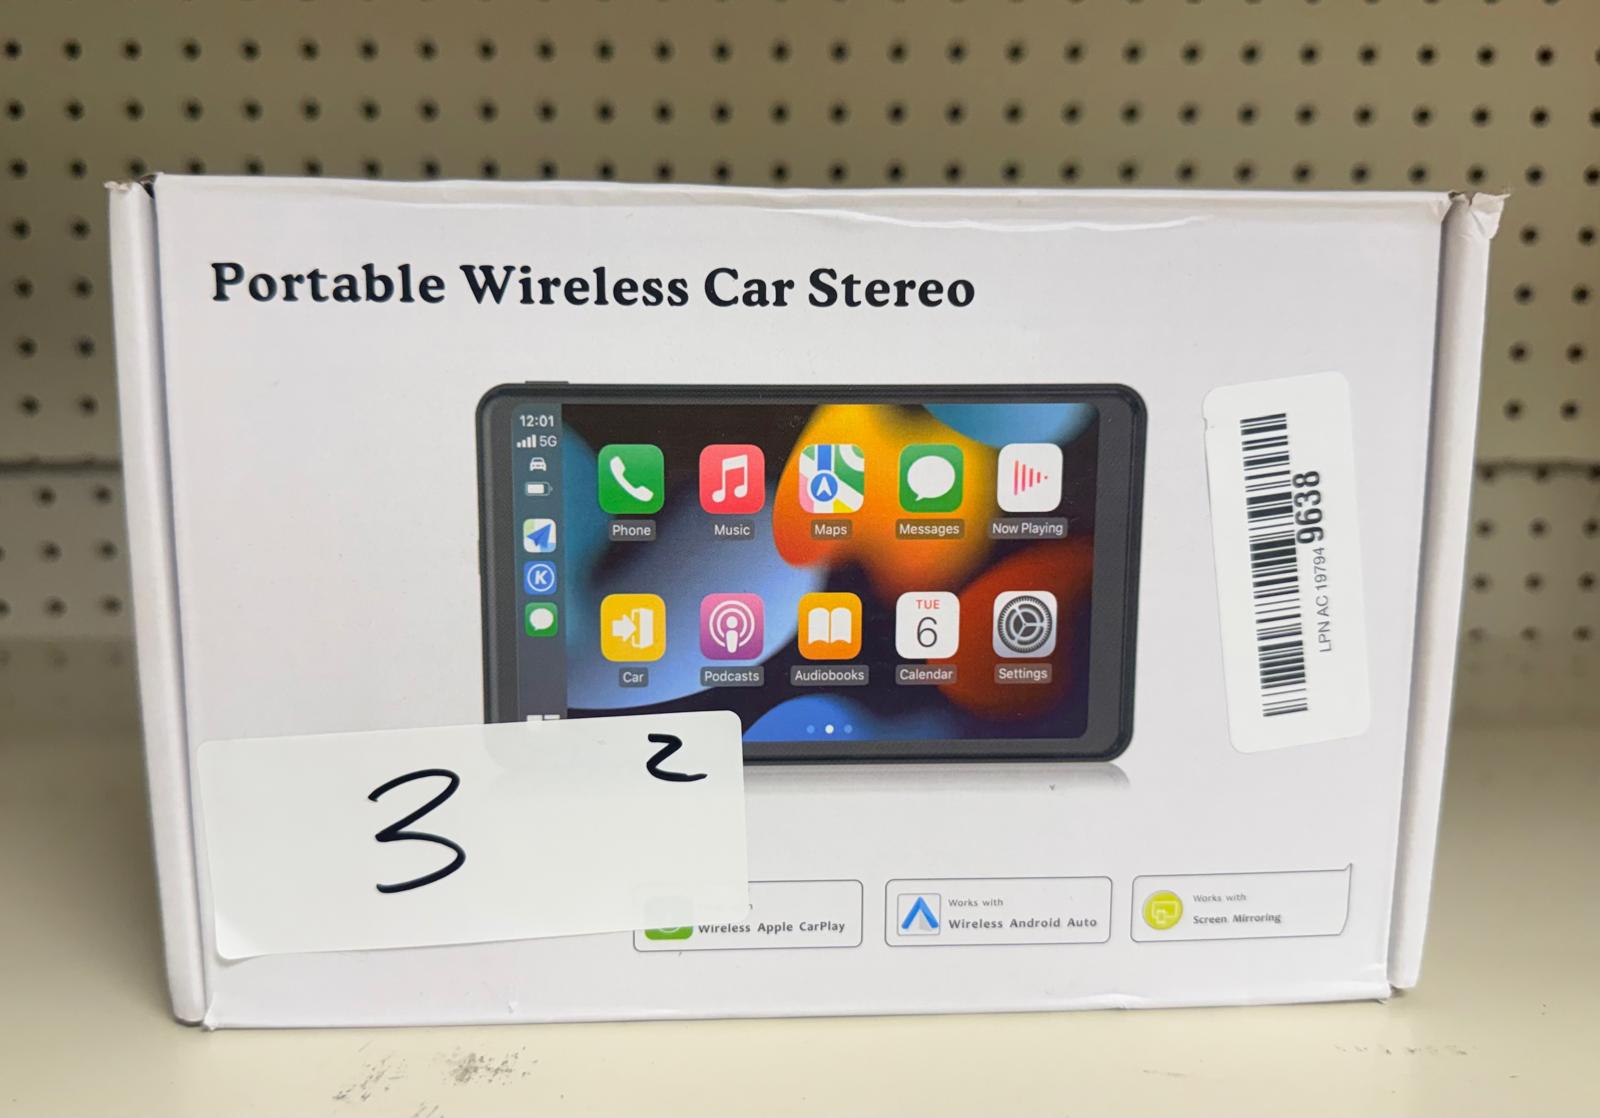 Portable Wireless Car Stereo
12:01
5G
Phone
Music
Maps
Messages
Now Playing
K
Car
Podcasts
Audiobooks
TUE
6
Calendar
Settings
LPN AC 19794 9638
3
2
Wireless Apple CarPlay
Works with
Wireless Android Auto
Works with
Screen Mirroring